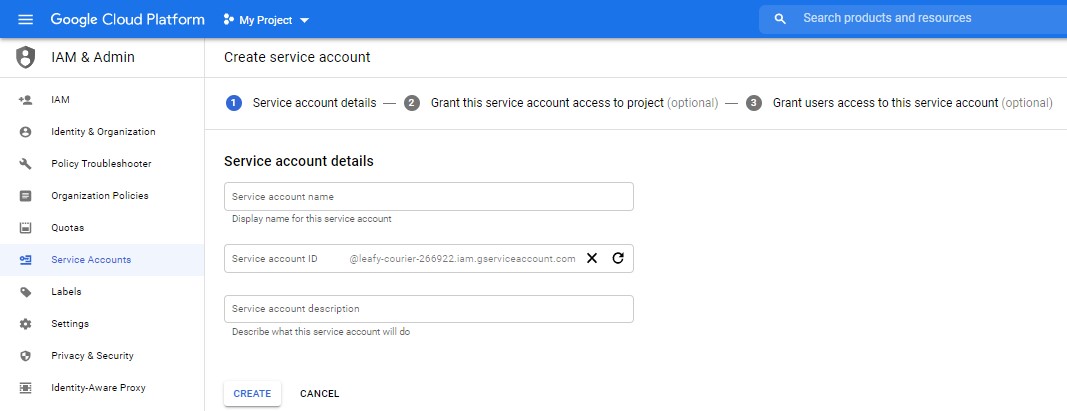 Google Cloud Platform My Project Search products and resources
IAM & Admin
Create service account
IAM
Identity & Organization
Policy Troubleshooter
Organization Policies
Quotas
Service Accounts
Labels
Settings
Privacy & Security
Identity-Aware Proxy
1 Service account details — 2 Grant this service account access to project (optional) — 3 Grant users access to this service account (optional)
Service account details
Service account name
Display name for this service account
Service account ID @leafy-courier-266922.iam.gserviceaccount.com
Service account description
Describe what this service account will do
CREATE CANCEL